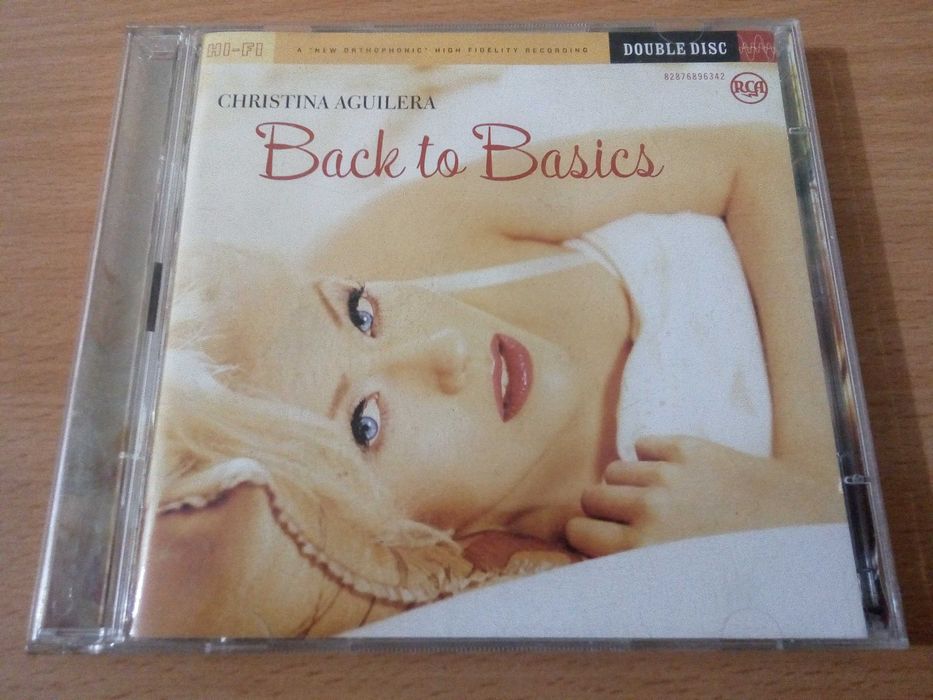 HI-FI
A "NEW ORTHOPHONIC" HIGH FIDELITY RECORDING
DOUBLE DISC
82876896342
RCA
CHRISTINA AGUILERA
Back to Basics